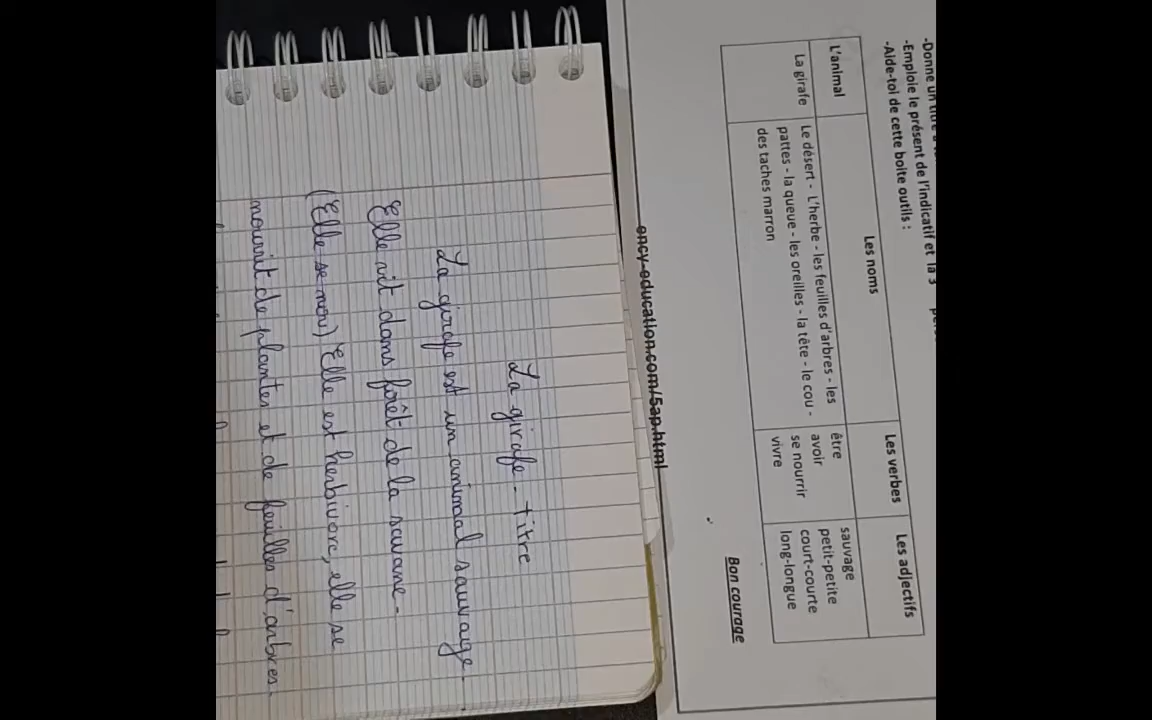 -Donne un titre à
-Emploie le présent de l'indicatif et la 3
-Aide-toi de cette boite outils :
Les noms
Les verbes
Les adjectifs
L'animal
La girafe
Le désert - L'herbe - les feuilles d'arbres - les
pattes - la queue - les oreilles - la tête - le cou -
des taches marron
être
avoir
se nourrir
vivre
sauvage
petit-petite
court-courte
long-longue
Bon courage
ency-education.com/5ap.html
La girafe - titre
La girafe est un animal sauvage.
Elle vit dans forêt de la savane-
(Elle se nou) Elle est herbivore, elle se
nourrit de plantes et de feuilles d'arbres.